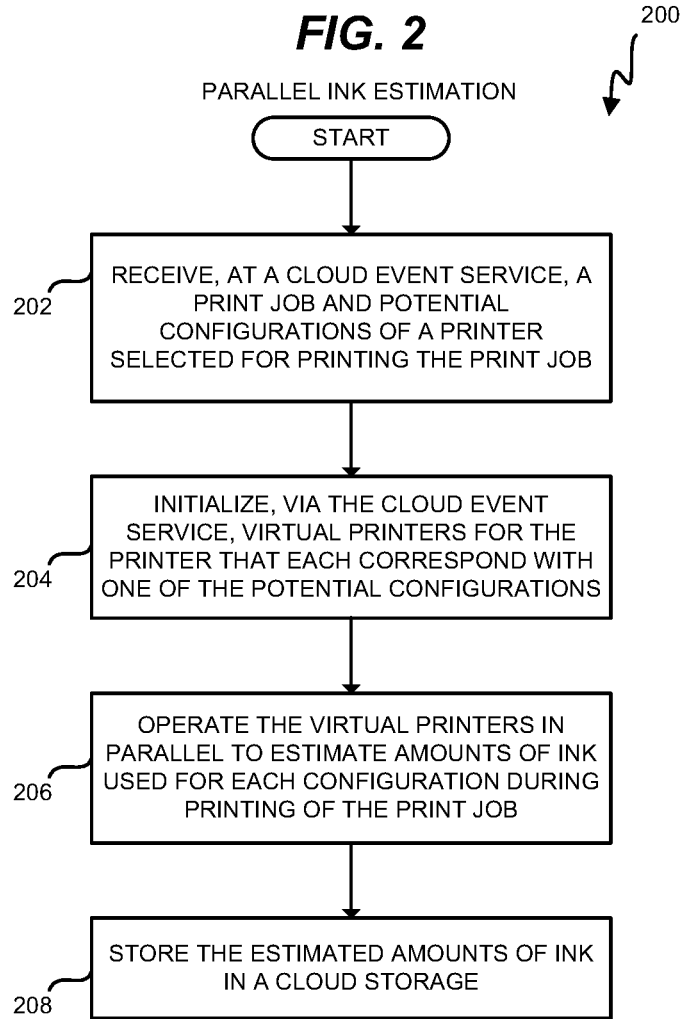 FIG. 2
200
PARALLEL INK ESTIMATION
START
202
RECEIVE, AT A CLOUD EVENT SERVICE, A
PRINT JOB AND POTENTIAL
CONFIGURATIONS OF A PRINTER
SELECTED FOR PRINTING THE PRINT JOB
204
INITIALIZE, VIA THE CLOUD EVENT
SERVICE, VIRTUAL PRINTERS FOR THE
PRINTER THAT EACH CORRESPOND WITH
ONE OF THE POTENTIAL CONFIGURATIONS
206
OPERATE THE VIRTUAL PRINTERS IN
PARALLEL TO ESTIMATE AMOUNTS OF INK
USED FOR EACH CONFIGURATION DURING
PRINTING OF THE PRINT JOB
208
STORE THE ESTIMATED AMOUNTS OF INK
IN A CLOUD STORAGE